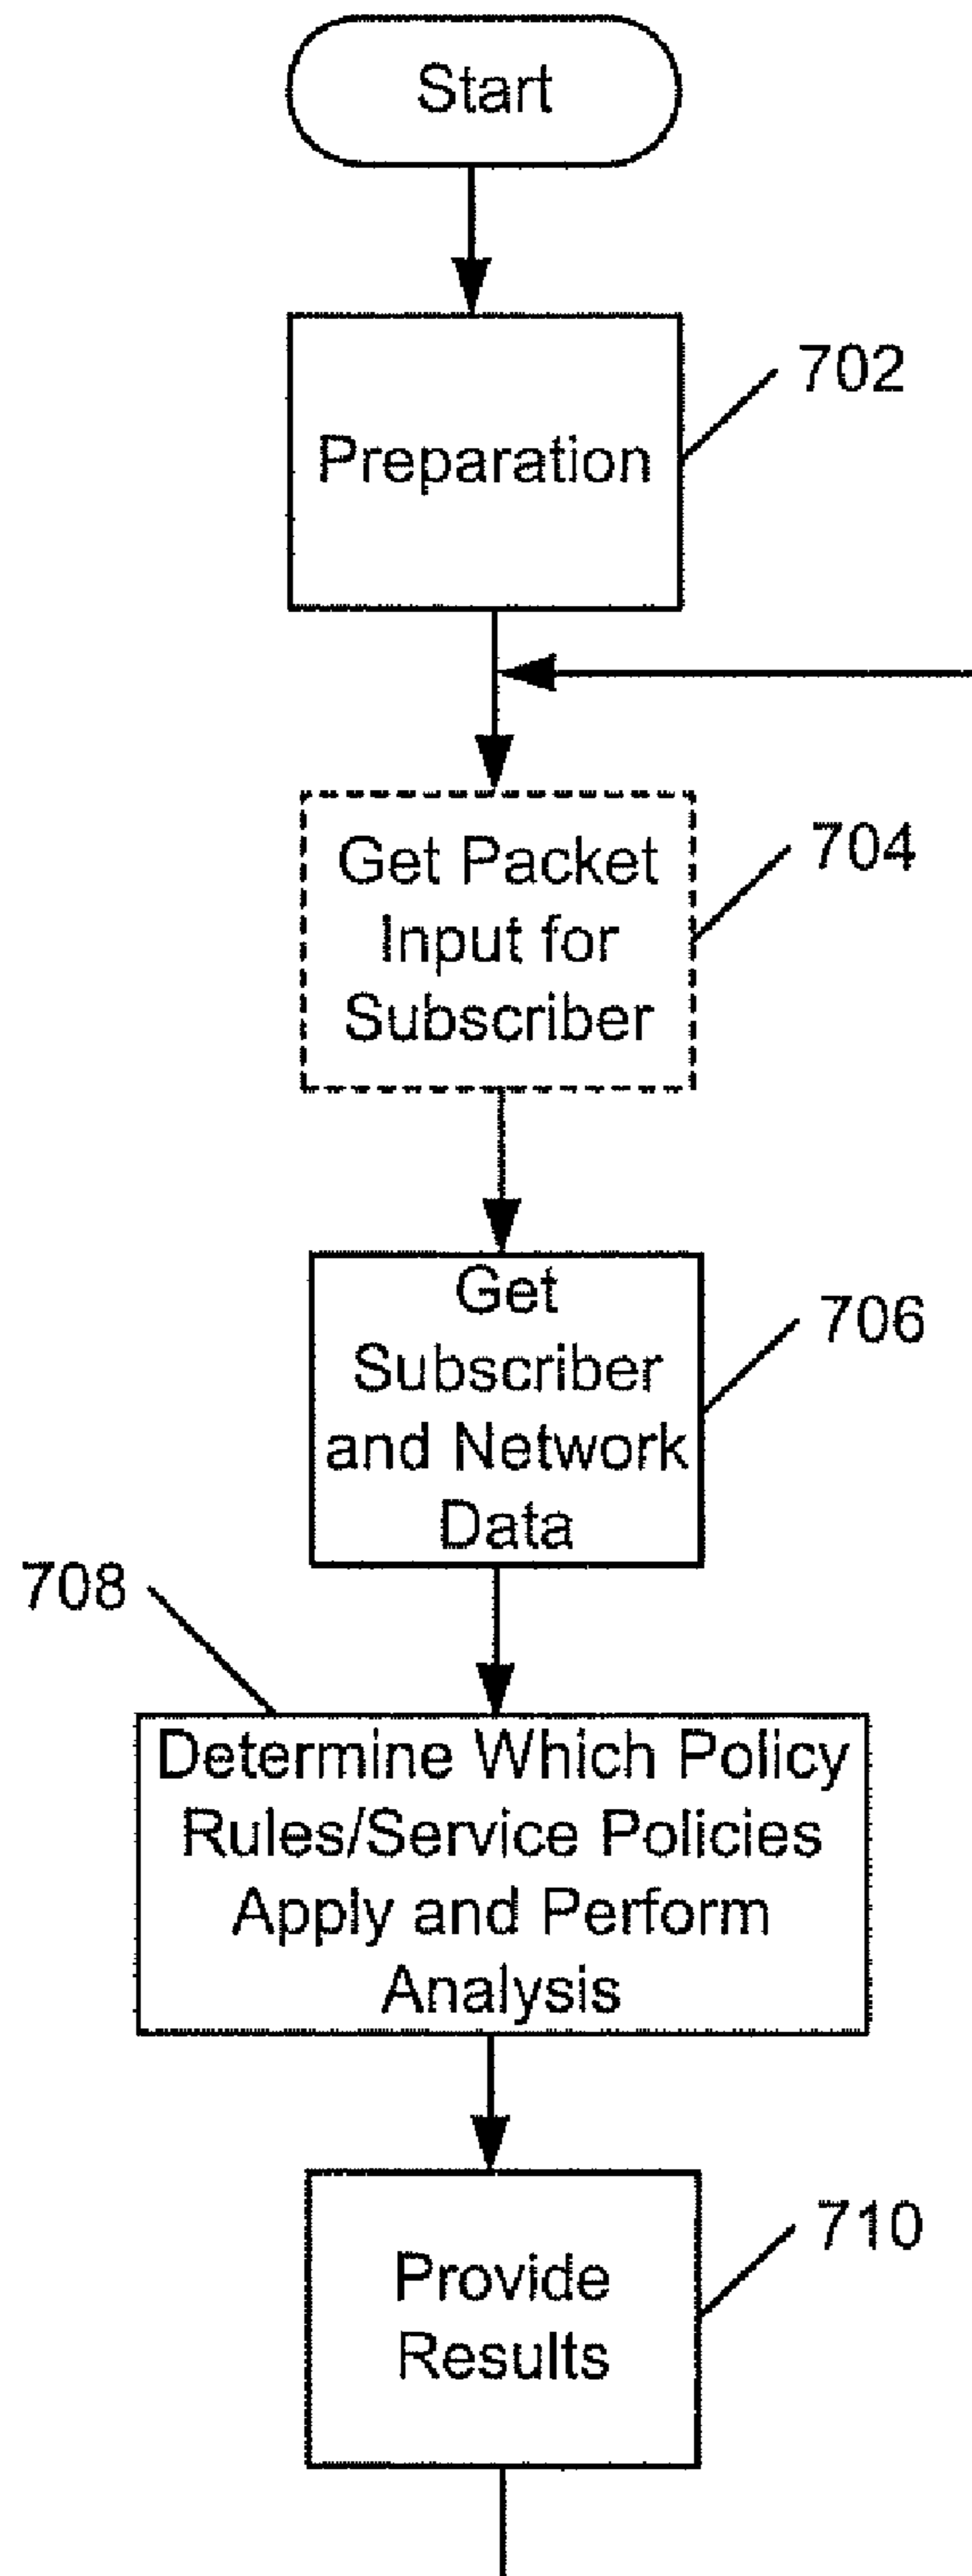 Start
Preparation
702
Get Packet
Input for
Subscriber
704
Get
Subscriber
and Network
Data
706
708
Determine Which Policy
Rules/Service Policies
Apply and Perform
Analysis
Provide
Results
710